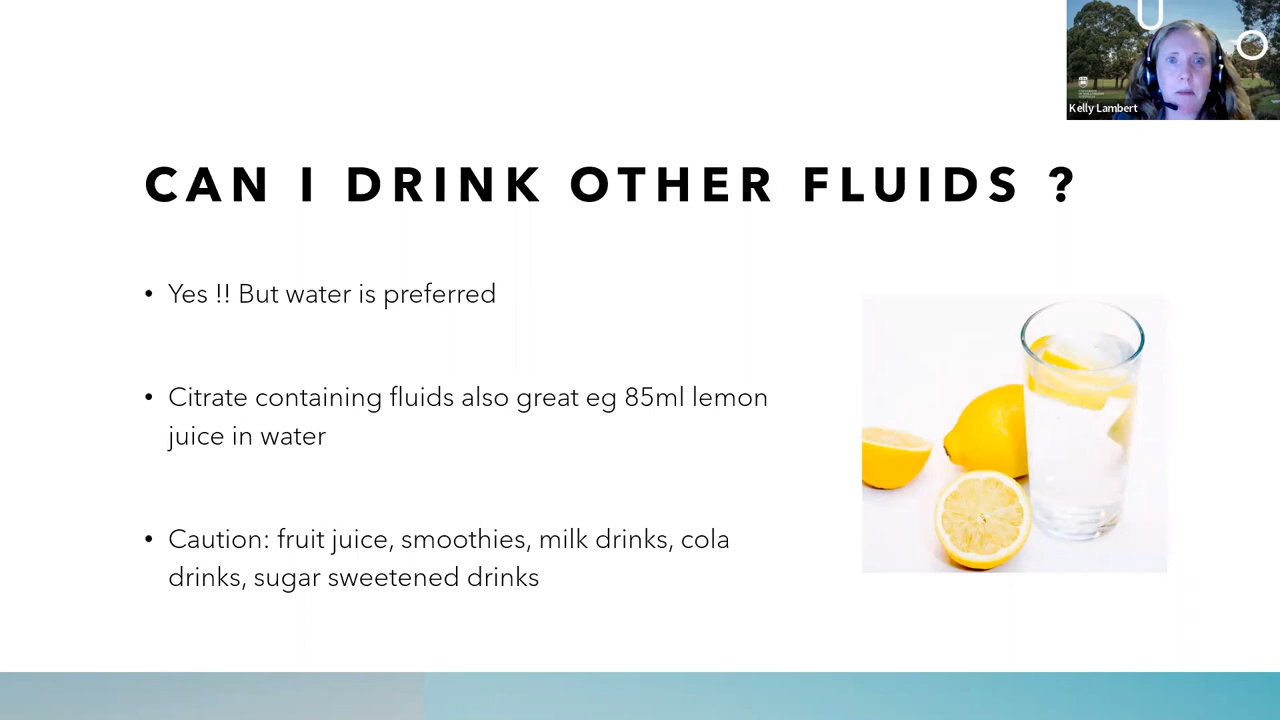 Kelly Lambert
CAN I DRINK OTHER FLUIDS ?
• Yes !! But water is preferred
• Citrate containing fluids also great eg 85ml lemon
juice in water
• Caution: fruit juice, smoothies, milk drinks, cola
drinks, sugar sweetened drinks